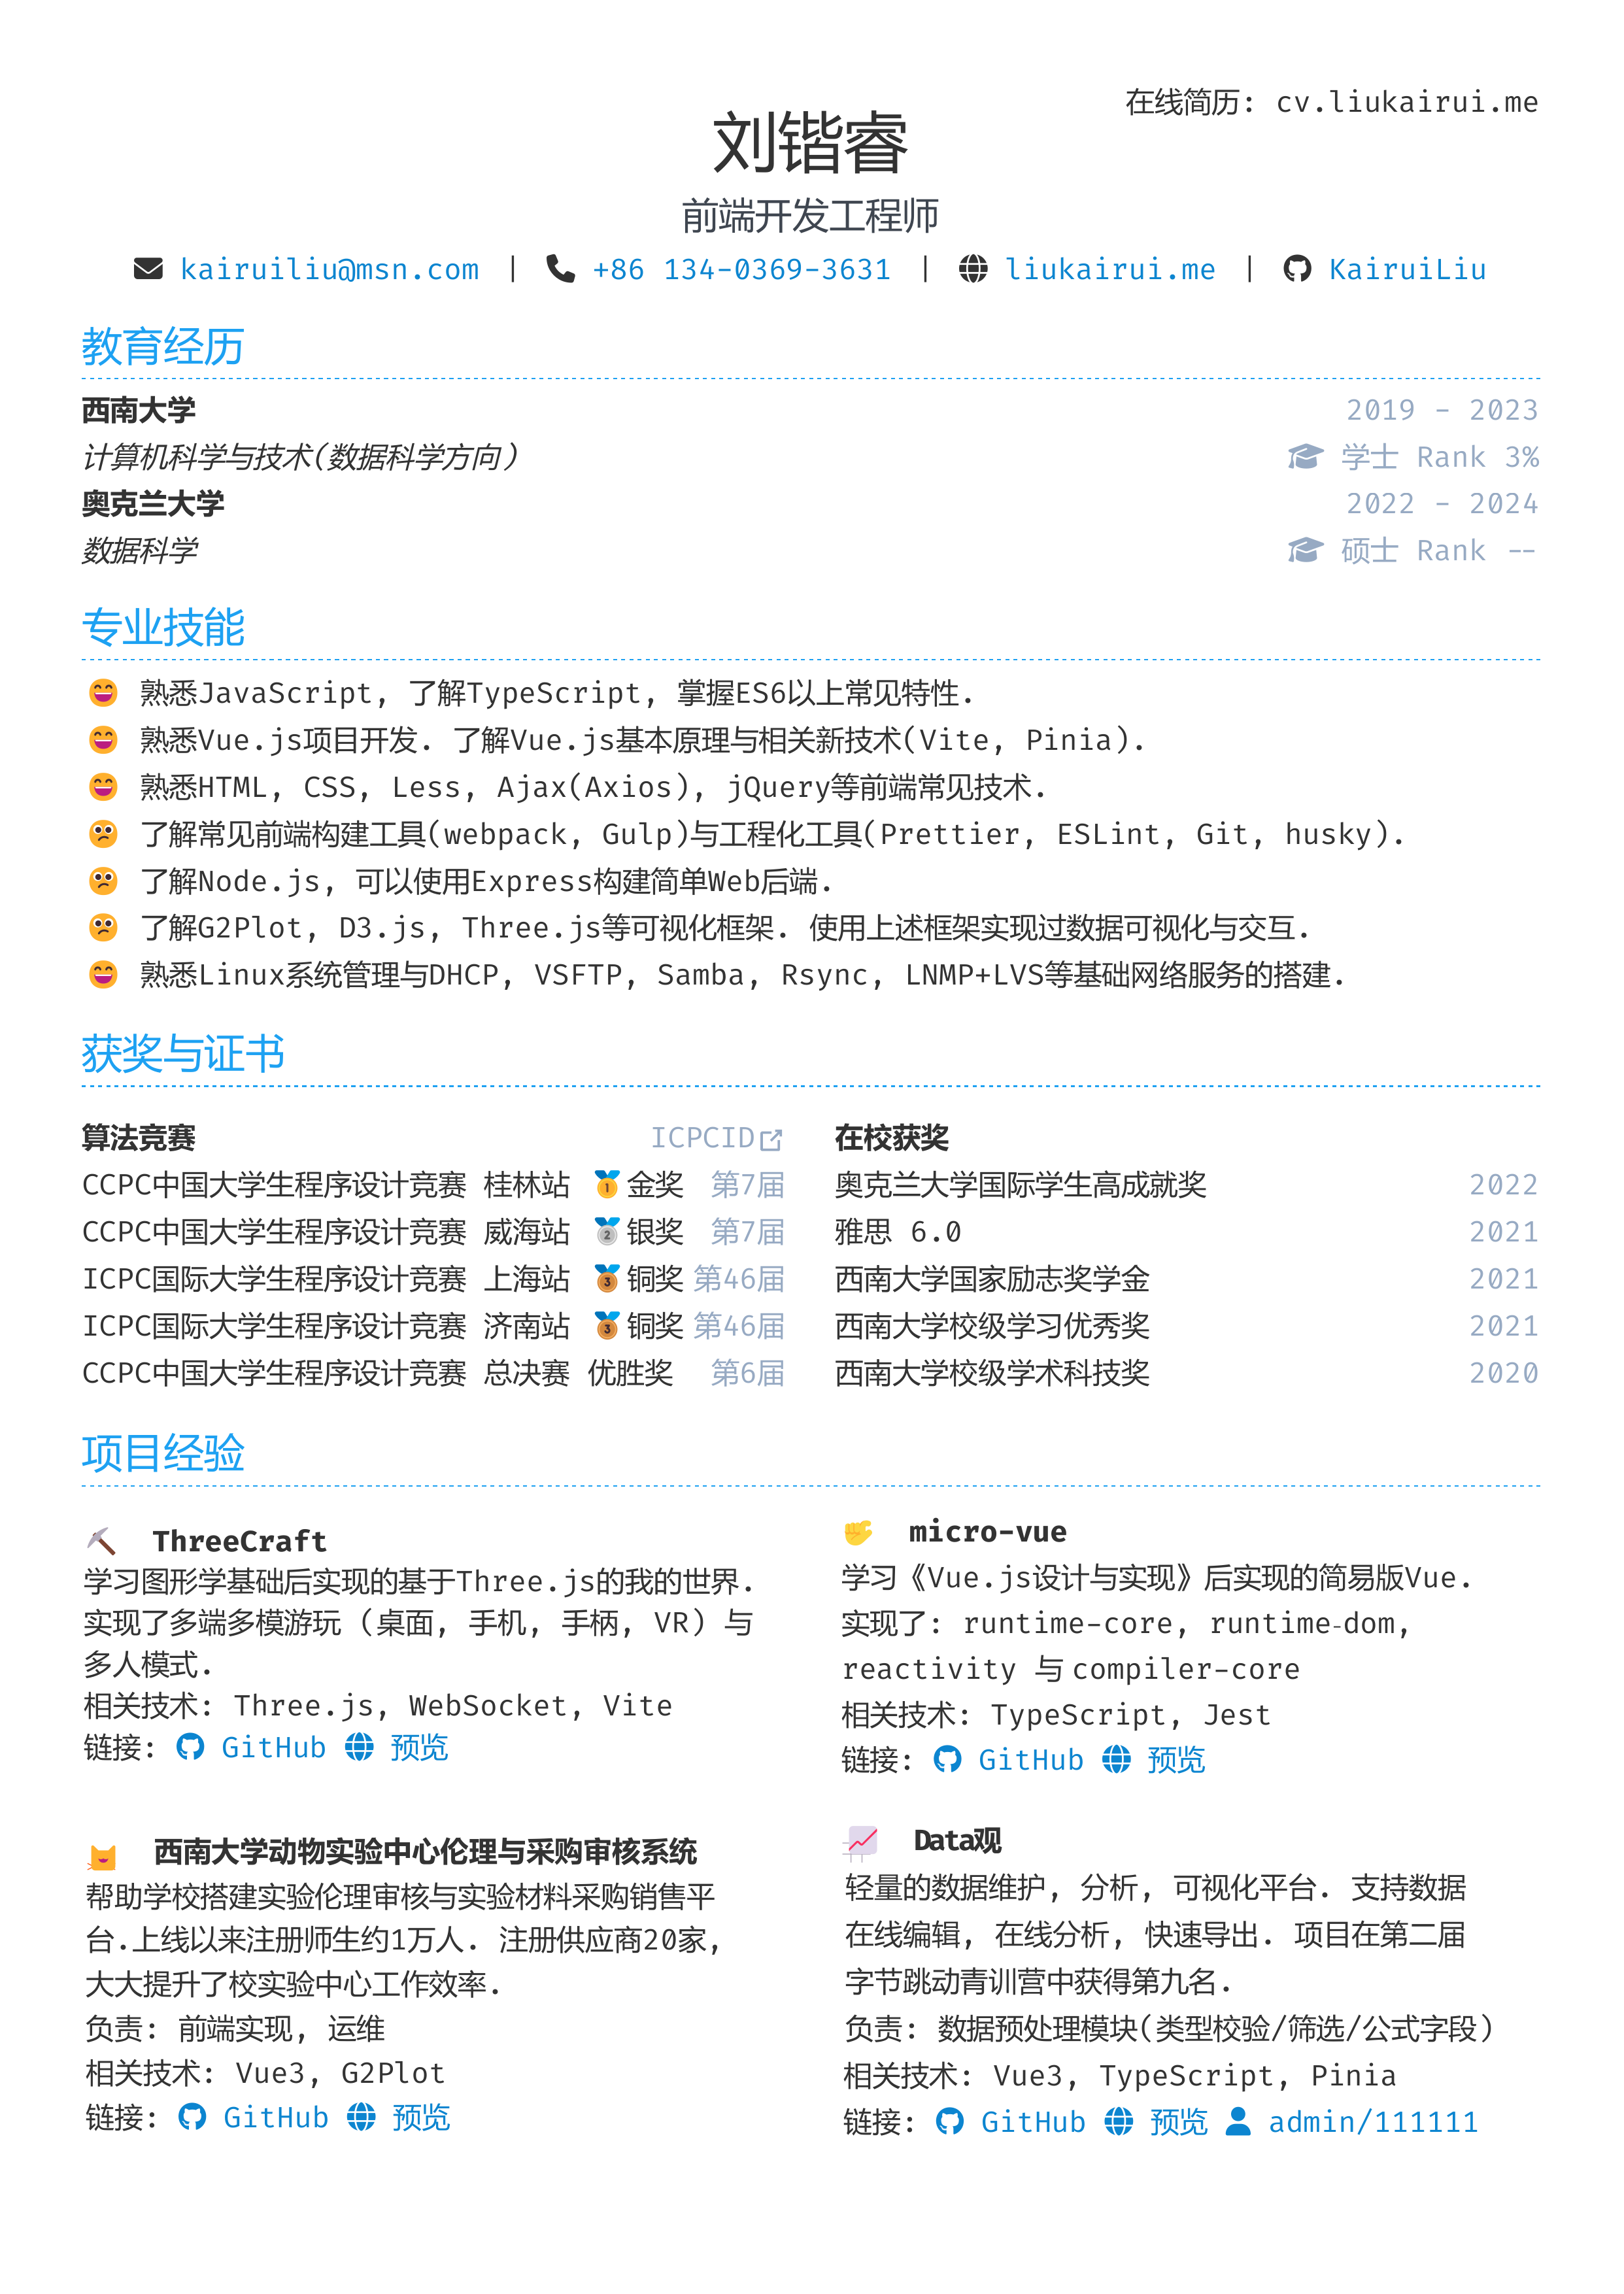 在线简历: cv.liukairui.me
刘锴睿
前端开发工程师
kairuiliu@msn.com | +86 134-0369-3631 | liukairui.me | KairuiLiu
教育经历
西南大学 2019 - 2023
计算机科学与技术(数据科学方向) 学士 Rank 3%
奥克兰大学 2022 - 2024
数据科学 硕士 Rank --
专业技能
熟悉JavaScript, 了解TypeScript, 掌握ES6以上常见特性.
熟悉Vue.js项目开发. 了解Vue.js基本原理与相关新技术(Vite, Pinia).
熟悉HTML, CSS, Less, Ajax(Axios), jQuery等前端常见技术.
了解常见前端构建工具(webpack, Gulp)与工程化工具(Prettier, ESLint, Git, husky).
了解Node.js, 可以使用Express构建简单Web后端.
了解G2Plot, D3.js, Three.js等可视化框架. 使用上述框架实现过数据可视化与交互.
熟悉Linux系统管理与DHCP, VSFTP, Samba, Rsync, LNMP+LVS等基础网络服务的搭建.
获奖与证书
算法竞赛 ICPCID
CCPC中国大学生程序设计竞赛 桂林站 🥇金奖 第7届
CCPC中国大学生程序设计竞赛 威海站 🥈银奖 第7届
ICPC国际大学生程序设计竞赛 上海站 🥉铜奖 第46届
ICPC国际大学生程序设计竞赛 济南站 🥉铜奖 第46届
CCPC中国大学生程序设计竞赛 总决赛 优胜奖 第6届
在校获奖
奥克兰大学国际学生高成就奖 2022
雅思 6.0 2021
西南大学国家励志奖学金 2021
西南大学校级学习优秀奖 2021
西南大学校级学术科技奖 2020
项目经验
ThreeCraft
学习图形学基础后实现的基于Three.js的我的世界.
实现了多端多模游玩 (桌面, 手机, 手柄, VR) 与
多人模式.
相关技术: Three.js, WebSocket, Vite
链接: GitHub 预览
micro-vue
学习《Vue.js设计与实现》后实现的简易版Vue.
实现了: runtime-core, runtime-dom,
reactivity 与 compiler-core
相关技术: TypeScript, Jest
链接: GitHub 预览
西南大学动物实验中心伦理与采购审核系统
帮助学校搭建实验伦理审核与实验材料采购销售平
台.上线以来注册师生约1万人. 注册供应商20家,
大大提升了校实验中心工作效率.
负责: 前端实现, 运维
相关技术: Vue3, G2Plot
链接: GitHub 预览
Data观
轻量的数据维护, 分析, 可视化平台. 支持数据
在线编辑, 在线分析, 快速导出. 项目在第二届
字节跳动青训营中获得第九名.
负责: 数据预处理模块(类型校验/筛选/公式字段)
相关技术: Vue3, TypeScript, Pinia
链接: GitHub 预览 admin/111111